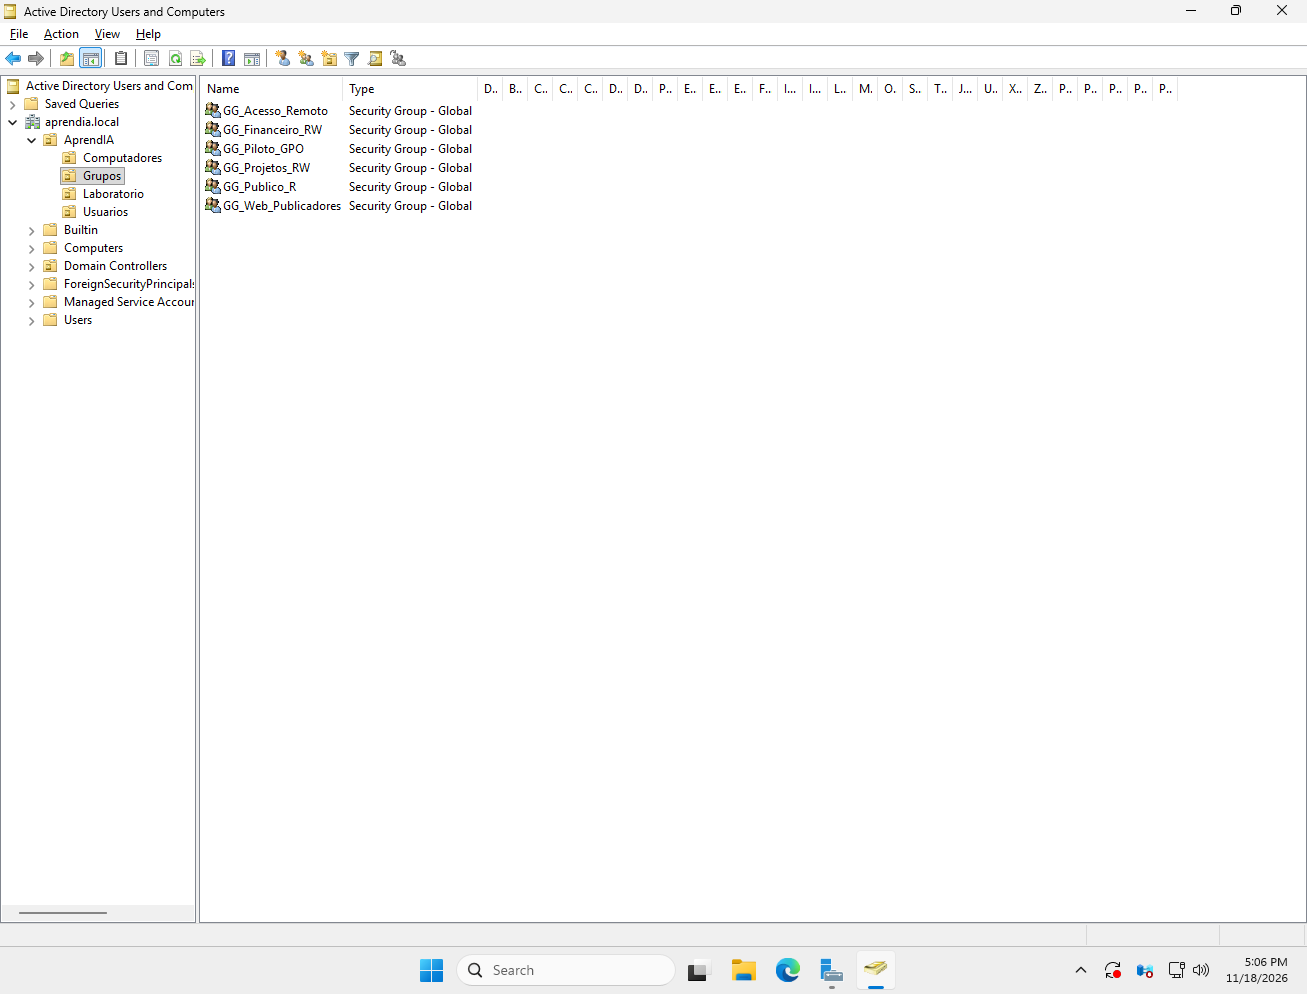 Active Directory Users and Computers
File Action View Help
Active Directory Users and Com
Saved Queries
aprendia.local
AprendIA
Computadores
Grupos
Laboratorio
Usuarios
Builtin
Computers
Domain Controllers
ForeignSecurityPrincipals
Managed Service Accour
Users
Name Type D.. B.. C.. C.. C.. D.. D.. P.. E.. E.. E.. F.. I... I... L.. M. O. S.. T.. J... U.. X.. Z.. P.. P.. P.. P.. P..
GG_Acesso_Remoto Security Group - Global
GG_Financeiro_RW Security Group - Global
GG_Piloto_GPO Security Group - Global
GG_Projetos_RW Security Group - Global
GG_Publico_R Security Group - Global
GG_Web_Publicadores Security Group - Global
Search
5:06 PM
11/18/2026